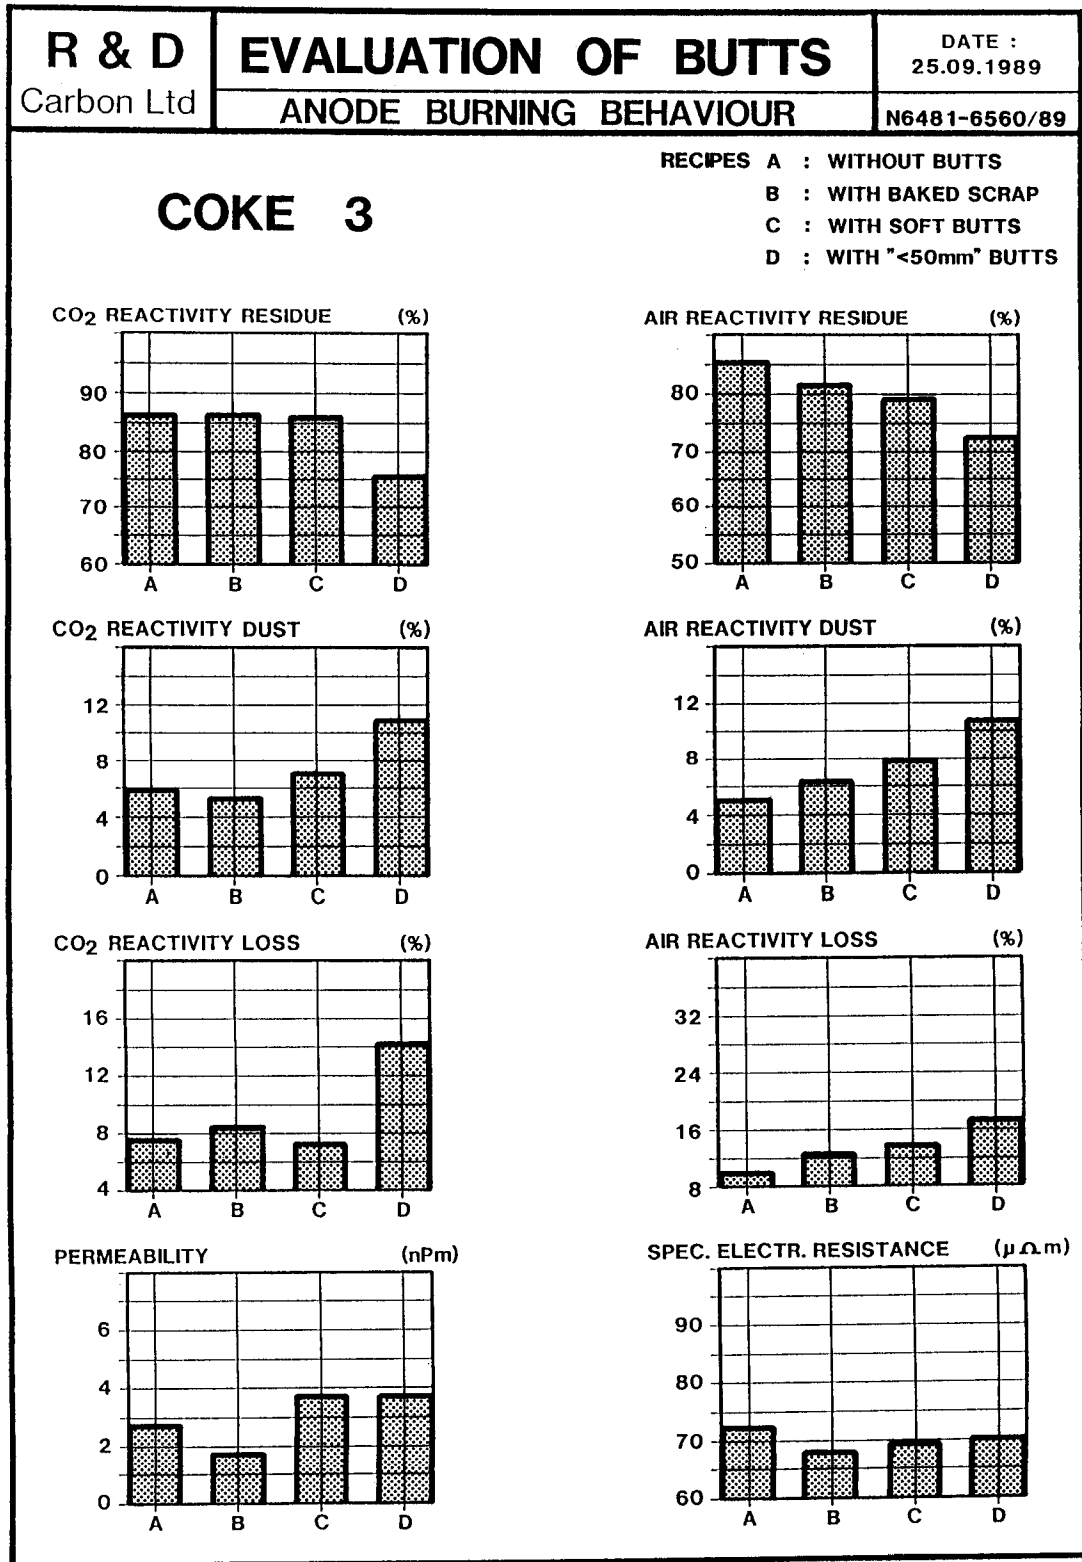 R & D
Carbon Ltd
EVALUATION OF BUTTS
ANODE BURNING BEHAVIOUR
DATE :
25.09.1989
N6481-6560/89
COKE 3
RECIPES A : WITHOUT BUTTS
B : WITH BAKED SCRAP
C : WITH SOFT BUTTS
D : WITH "<50mm" BUTTS
CO2 REACTIVITY RESIDUE (%)
90
80
70
60
A B C D
AIR REACTIVITY RESIDUE (%)
80
70
60
50
A B C D
CO2 REACTIVITY DUST (%)
12
8
4
0
A B C D
AIR REACTIVITY DUST (%)
12
8
4
0
A B C D
CO2 REACTIVITY LOSS (%)
16
12
8
4
A B C D
AIR REACTIVITY LOSS (%)
32
24
16
8
A B C D
PERMEABILITY (nPm)
6
4
2
0
A B C D
SPEC. ELECTR. RESISTANCE (μΩm)
90
80
70
60
A B C D